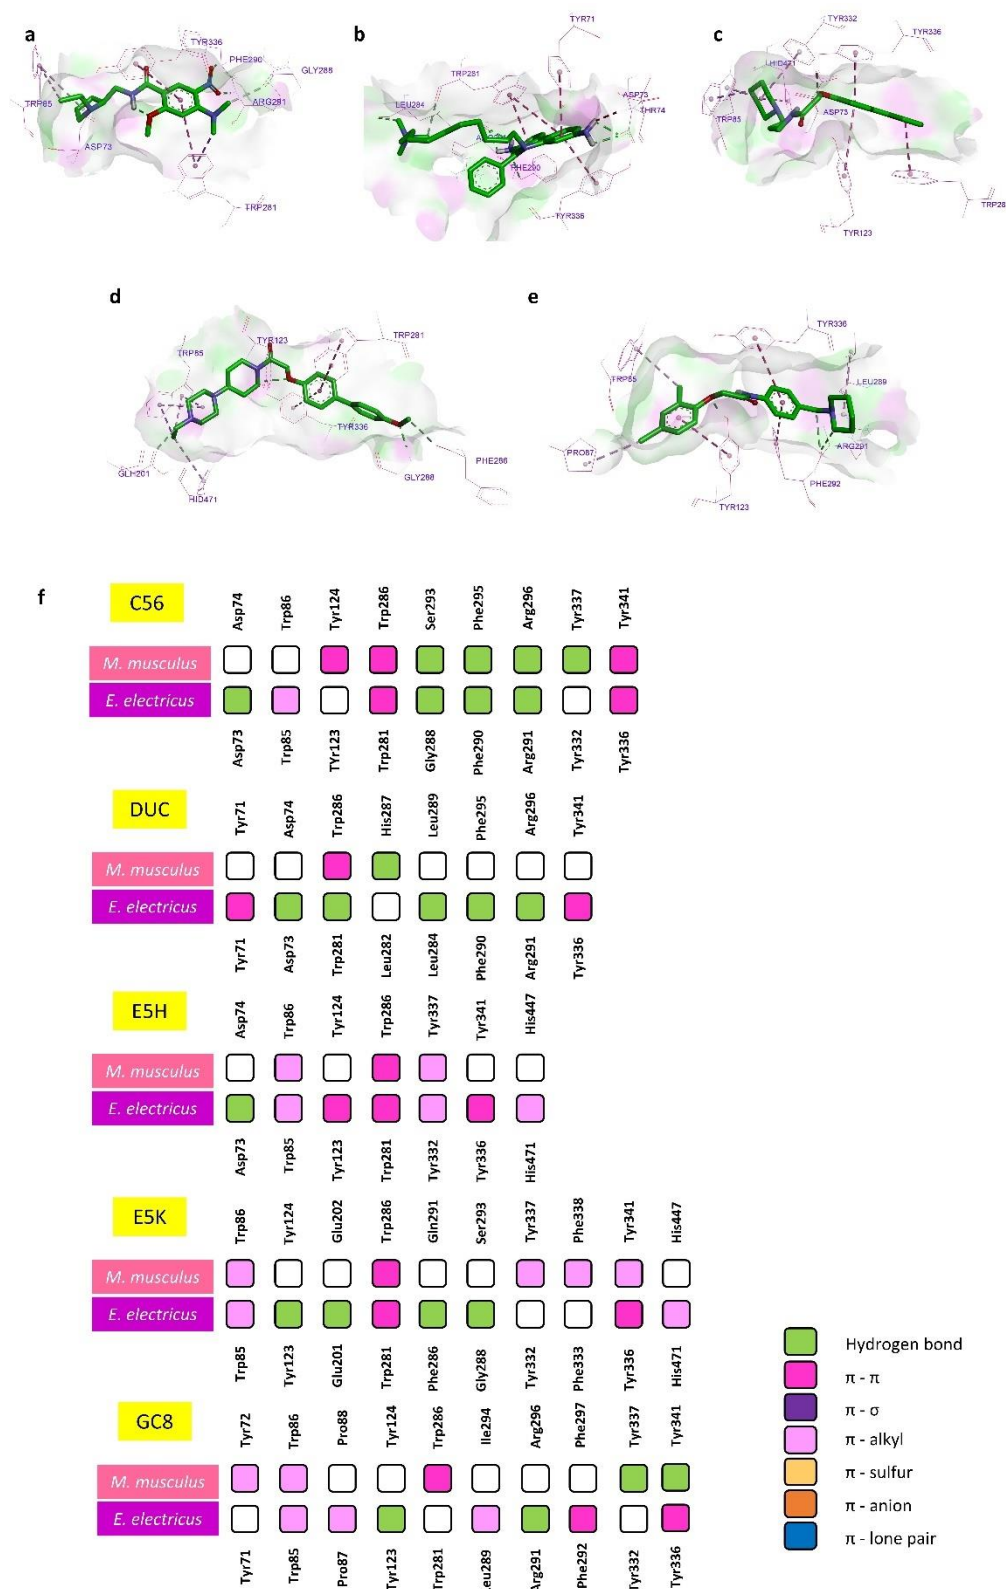 a
TYR336
PHE290
GLY288
TRP85
ARG291
ASP73
TRP281
b
TYR71
TRP281
ASP73
LEU284
THR74
PHE290
TYR336
c
TYR332
TYR336
HID471
TRP85
ASP73
TRP28
TYR123
d
TYR123
TRP281
TRP85
TYR336
GLH201
PHE286
GLY288
HID471
e
TYR336
TRP85
LEU289
PRO87
ARG291
PHE292
TYR123
f
C56
Asp74 Trp86 Tyr124 Trp286 Ser293 Phe295 Arg296 Tyr337 Tyr341
M. musculus
E. electricus
Asp73 Trp85 TYr123 Trp281 Gly288 Phe290 Arg291 Tyr332 Tyr336
DUC
Tyr71 Asp74 Trp286 His287 Leu289 Phe295 Arg296 Tyr341
M. musculus
E. electricus
Tyr71 Asp73 Trp281 Leu282 Leu284 Phe290 Arg291 Tyr336
E5H
Asp74 Trp86 Tyr124 Trp286 Tyr337 Tyr341 His447
M. musculus
E. electricus
Asp73 Trp85 Tyr123 Trp281 Tyr332 Tyr336 His471
E5K
Trp86 Tyr124 Glu202 Trp286 Gln291 Ser293 Tyr337 Phe338 Tyr341 His447
M. musculus
E. electricus
Trp85 Tyr123 Glu201 Trp281 Phe286 Gly288 Tyr332 Phe333 Tyr336 His471
GC8
Tyr72 Trp86 Pro88 Tyr124 Trp286 Ile294 Arg296 Phe297 Tyr337 Tyr341
M. musculus
E. electricus
Tyr71 Trp85 Pro87 Tyr123 Trp281 Leu289 Arg291 Phe292 Tyr332 Tyr336
Hydrogen bond
π - π
π - σ
π - alkyl
π - sulfur
π - anion
π - lone pair